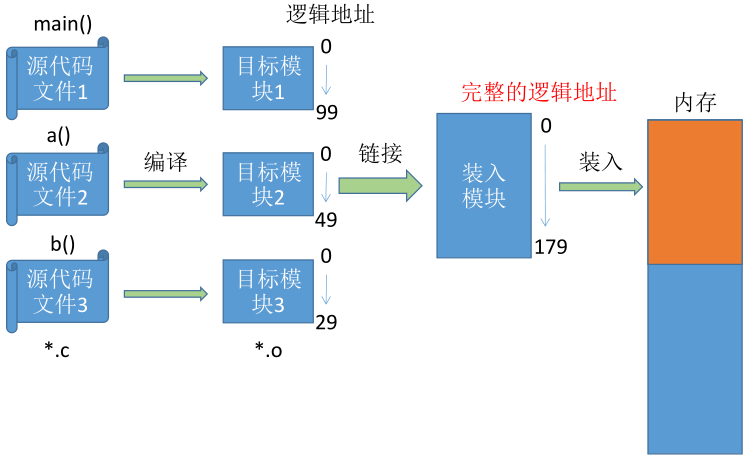 main()
逻辑地址
源代码
文件1
目标模
块1
0
99
完整的逻辑地址
内存
a()
源代码
文件2
编译
目标模
块2
0
49
链接
装入
模块
0
179
装入
b()
源代码
文件3
目标模
块3
0
29
*.c
*.o